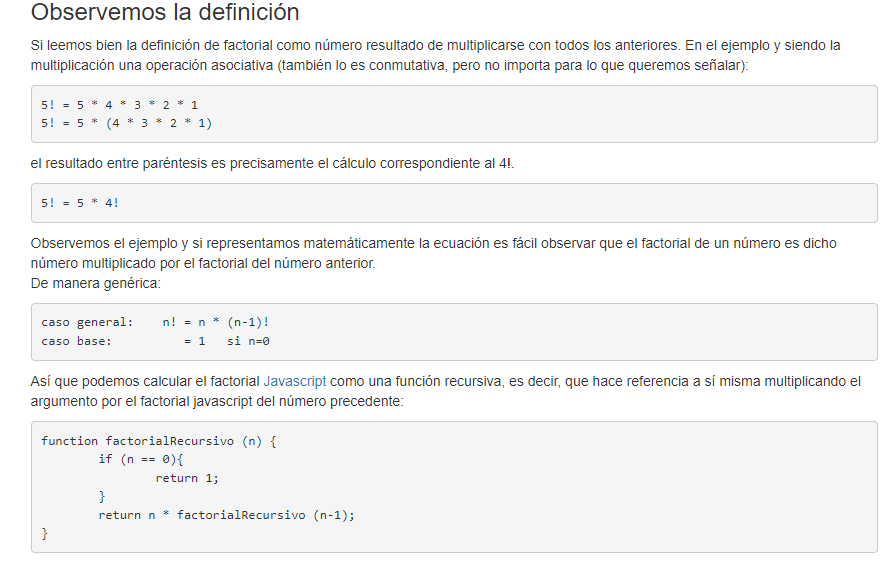 Observemos la definición
Si leemos bien la definición de factorial como número resultado de multiplicarse con todos los anteriores. En el ejemplo y siendo la
multiplicación una operación asociativa (también lo es conmutativa, pero no importa para lo que queremos señalar):
5! = 5 * 4 * 3 * 2 * 1
5! = 5 * (4 * 3 * 2 * 1)
el resultado entre paréntesis es precisamente el cálculo correspondiente al 4!.
5! = 5 * 4!
Observemos el ejemplo y si representamos matemáticamente la ecuación es fácil observar que el factorial de un número es dicho
número multiplicado por el factorial del número anterior.
De manera genérica:
caso general:    n! = n * (n-1)!
caso base:          = 1   si n=0
Así que podemos calcular el factorial Javascript como una función recursiva, es decir, que hace referencia a sí misma multiplicando el
argumento por el factorial javascript del número precedente:
function factorialRecursivo (n) {
        if (n == 0){
                return 1;
        }
        return n * factorialRecursivo (n-1);
}